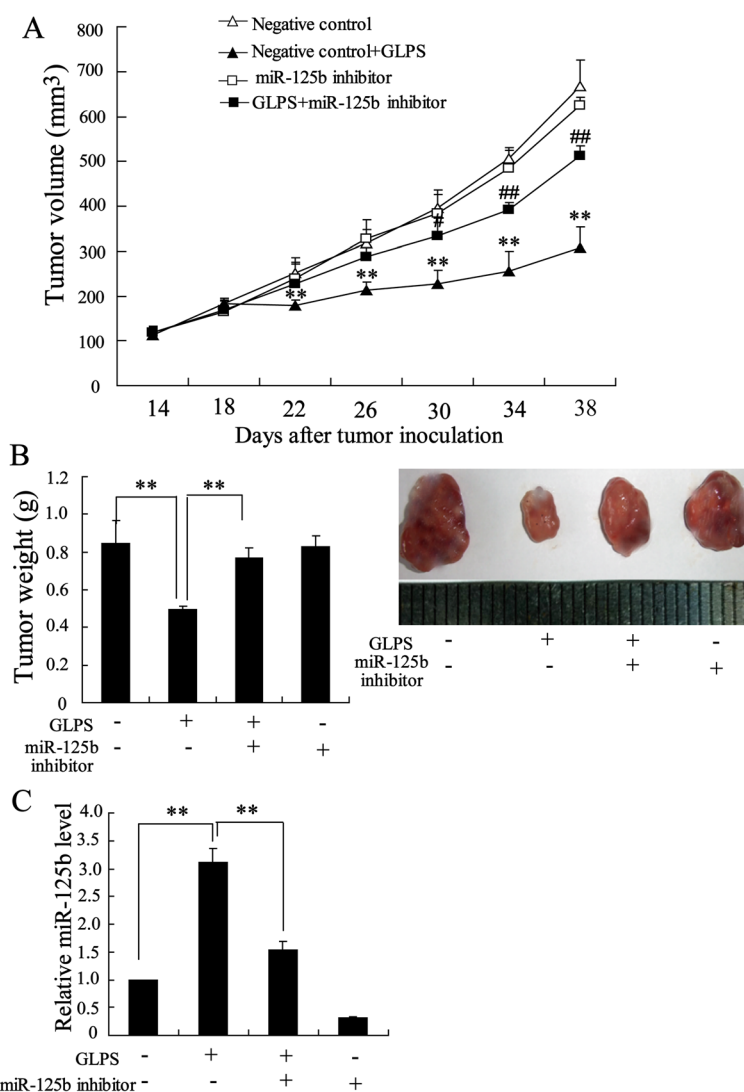 A
Tumor volume (mm3)
800
700
600
500
400
300
200
100
0
Negative control
Negative control+GLPS
miR-125b inhibitor
GLPS+miR-125b inhibitor
** ** ** ** **
# ## ##
14 18 22 26 30 34 38
Days after tumor inoculation
B
Tumor weight (g)
1.2
1.0
0.8
0.6
0.4
0.2
0
** **
GLPS - + + -
miR-125b
inhibitor - - + +
GLPS - + + -
miR-125b
inhibitor - - + +
C
Relative miR-125b level
4.0
3.5
3.0
2.5
2.0
1.5
1.0
0.5
0
** **
GLPS - + + -
miR-125b inhibitor - - + +